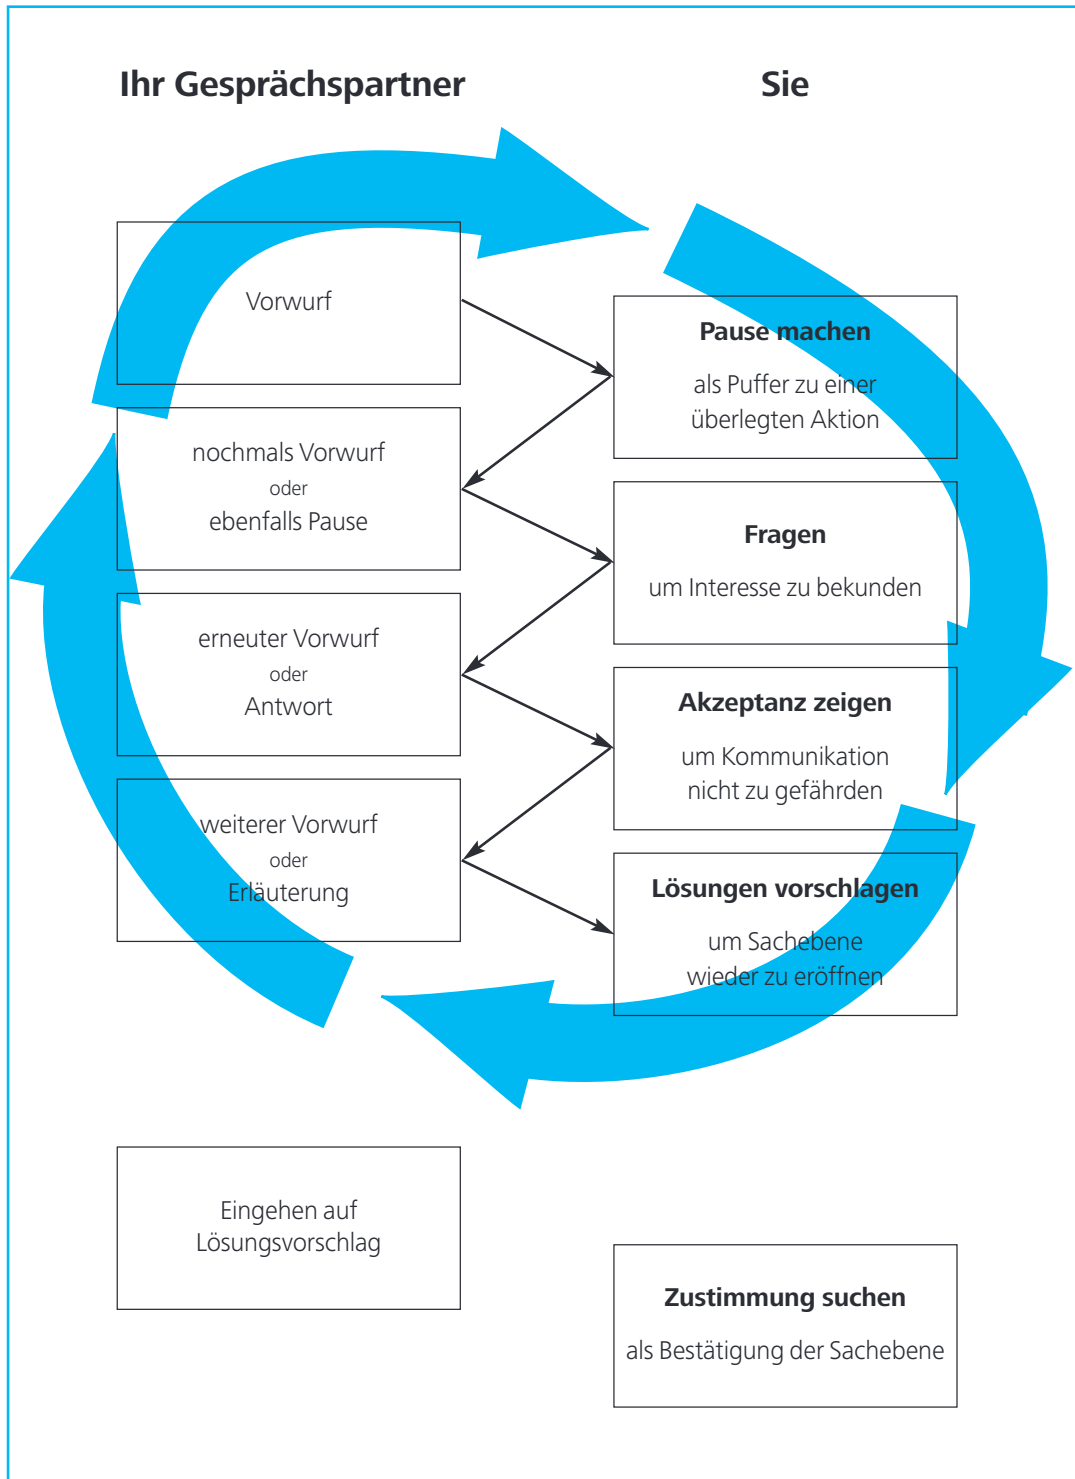 Ihr Gesprächspartner
Sie
Vorwurf
Pause machen
als Puffer zu einer
überlegten Aktion
nochmals Vorwurf
oder
ebenfalls Pause
Fragen
um Interesse zu bekunden
erneuter Vorwurf
oder
Antwort
Akzeptanz zeigen
um Kommunikation
nicht zu gefährden
weiterer Vorwurf
oder
Erläuterung
Lösungen vorschlagen
um Sachebene
wieder zu eröffnen
Eingehen auf
Lösungsvorschlag
Zustimmung suchen
als Bestätigung der Sachebene